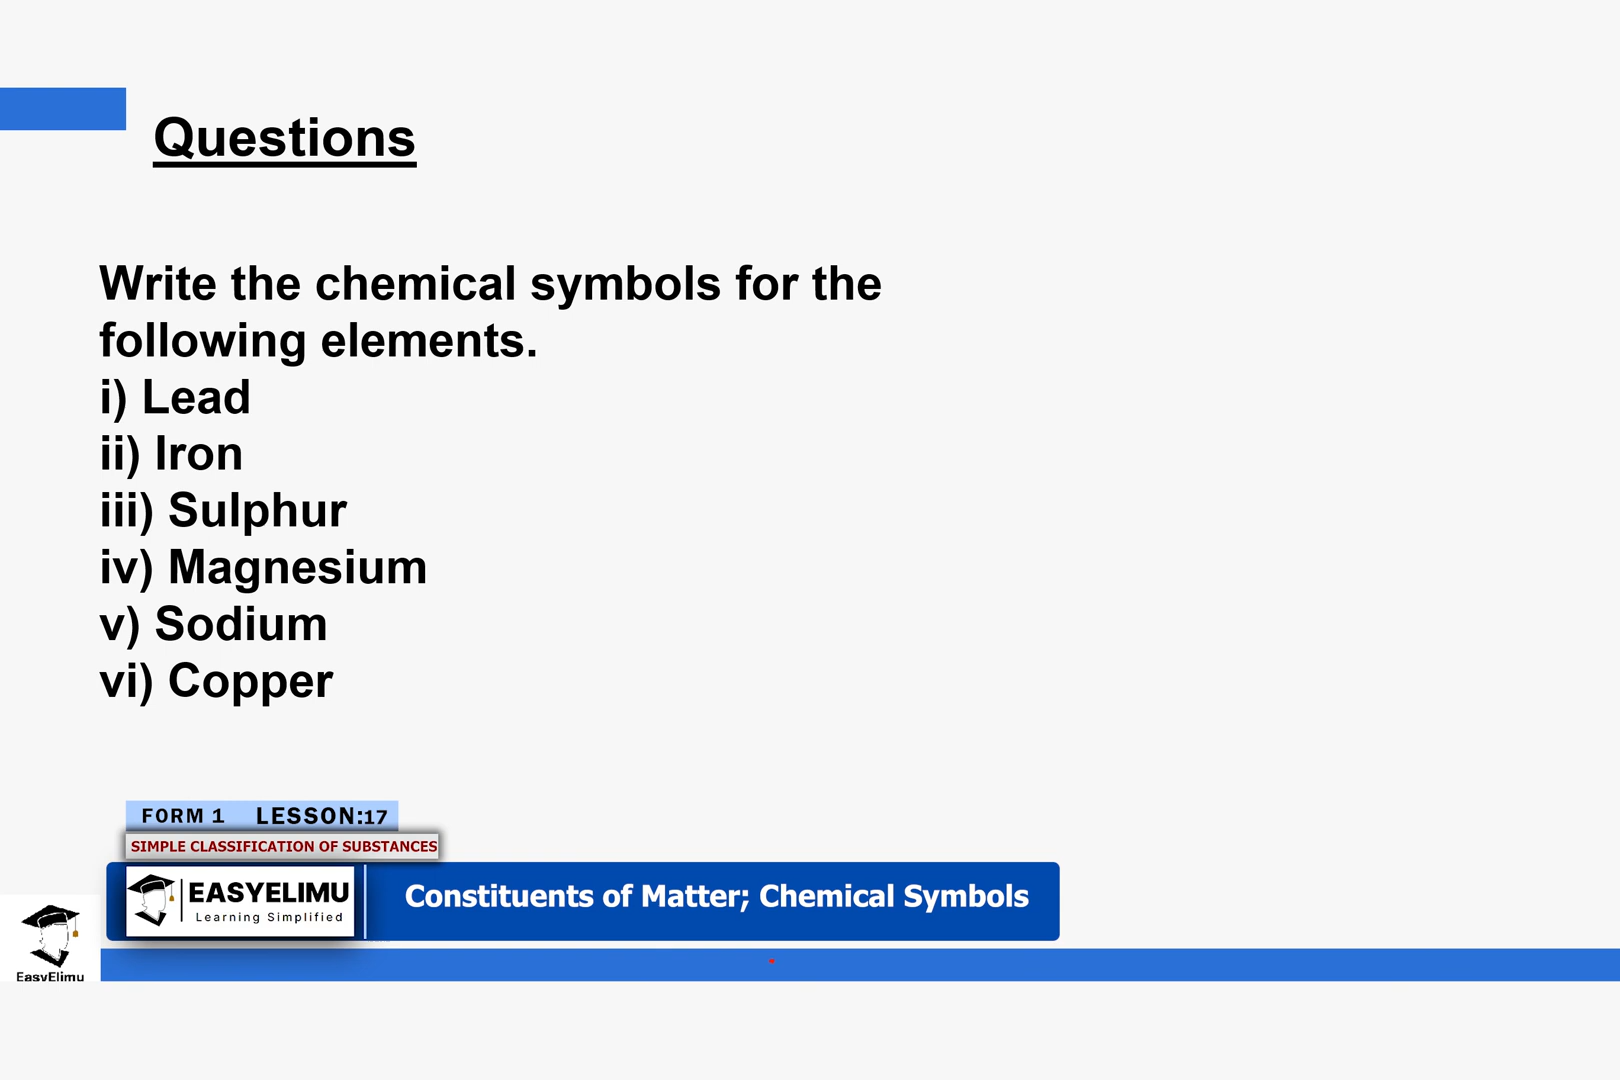 Questions
Write the chemical symbols for the
following elements.
i) Lead
ii) Iron
iii) Sulphur
iv) Magnesium
v) Sodium
vi) Copper
FORM 1 LESSON:17
SIMPLE CLASSIFICATION OF SUBSTANCES
EASYELIMU
Learning Simplified
Constituents of Matter; Chemical Symbols
EasyElimu